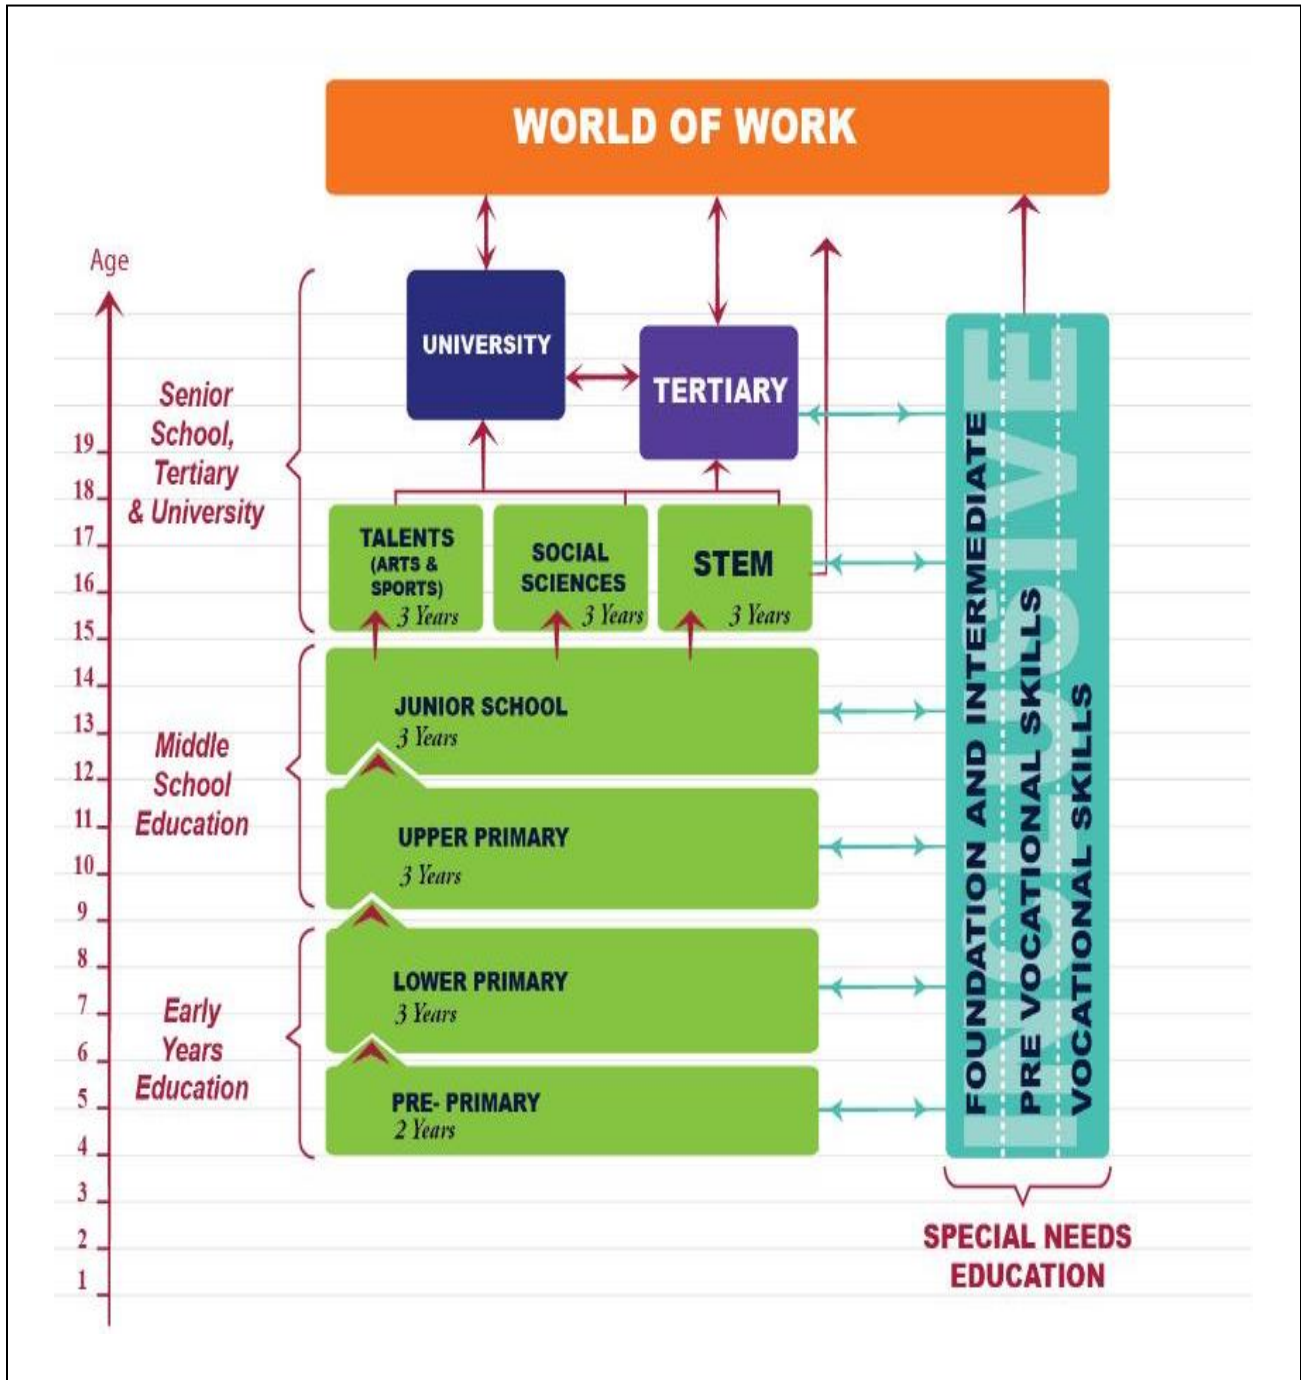 WORLD OF WORK
Age
UNIVERSITY
TERTIARY
Senior
School,
Tertiary
& University
19
18
17
16
15
14
13
12
11
10
9
8
7
6
5
4
3
2
1
TALENTS
(ARTS &
SPORTS)
3 Years
SOCIAL
SCIENCES
3 Years
STEM
3 Years
Middle
School
Education
JUNIOR SCHOOL
3 Years
UPPER PRIMARY
3 Years
Early
Years
Education
LOWER PRIMARY
3 Years
PRE- PRIMARY
2 Years
INCLUSIVE
FOUNDATION AND INTERMEDIATE
PRE VOCATIONAL SKILLS
VOCATIONAL SKILLS
SPECIAL NEEDS
EDUCATION